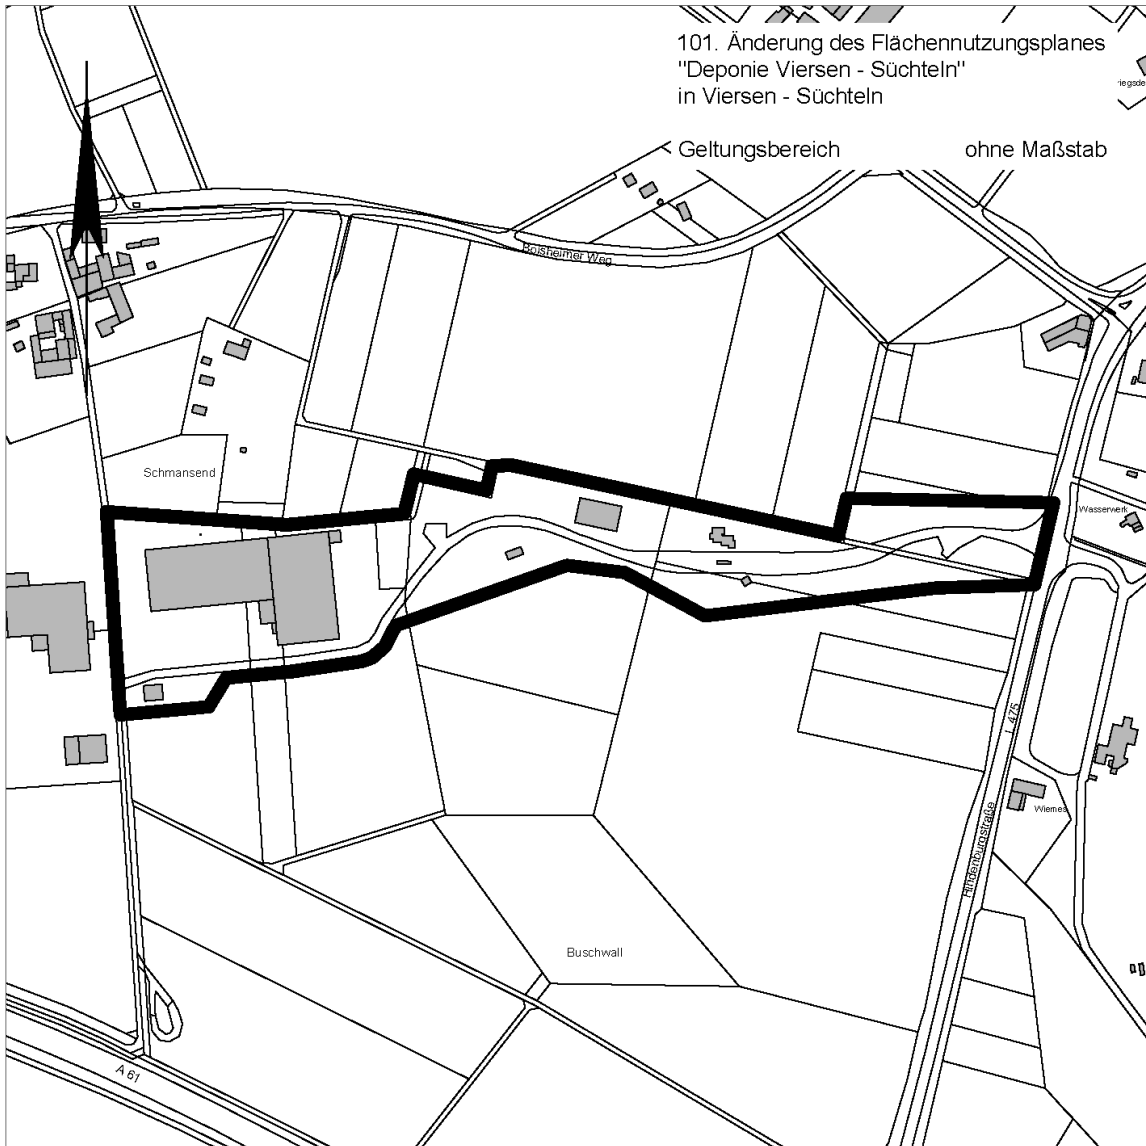 101. Änderung des Flächennutzungsplanes
"Deponie Viersen - Süchteln"
in Viersen - Süchteln
Geltungsbereich ohne Maßstab
Boisheimer Weg
Schmansend
Wasserwerk
L 475
Wiemes
Hindenburgstraße
Buschwall
A 61